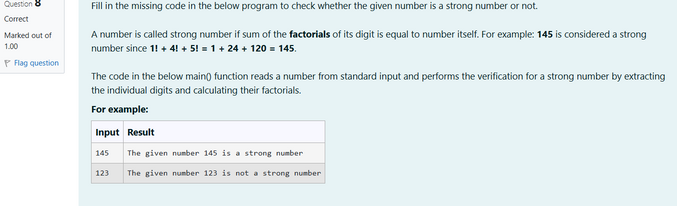 Question 8
Correct
Marked out of
1.00
Flag question
Fill in the missing code in the below program to check whether the given number is a strong number or not.
A number is called strong number if sum of the factorials of its digit is equal to number itself. For example: 145 is considered a strong
number since 1! + 4! + 5! = 1 + 24 + 120 = 145.
The code in the below main() function reads a number from standard input and performs the verification for a strong number by extracting
the individual digits and calculating their factorials.
For example:
Input Result
145 The given number 145 is a strong number
123 The given number 123 is not a strong number